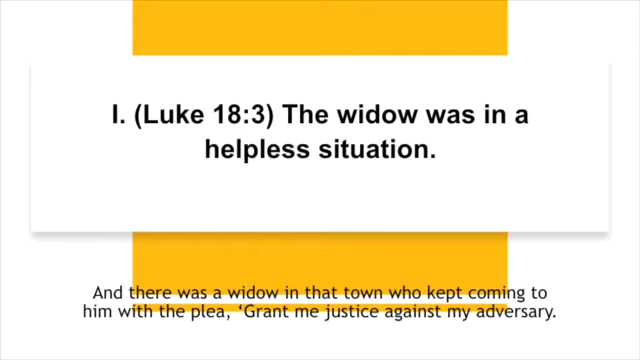 I. (Luke 18:3) The widow was in a
helpless situation.
And there was a widow in that town who kept coming to
him with the plea, ‘Grant me justice against my adversary.